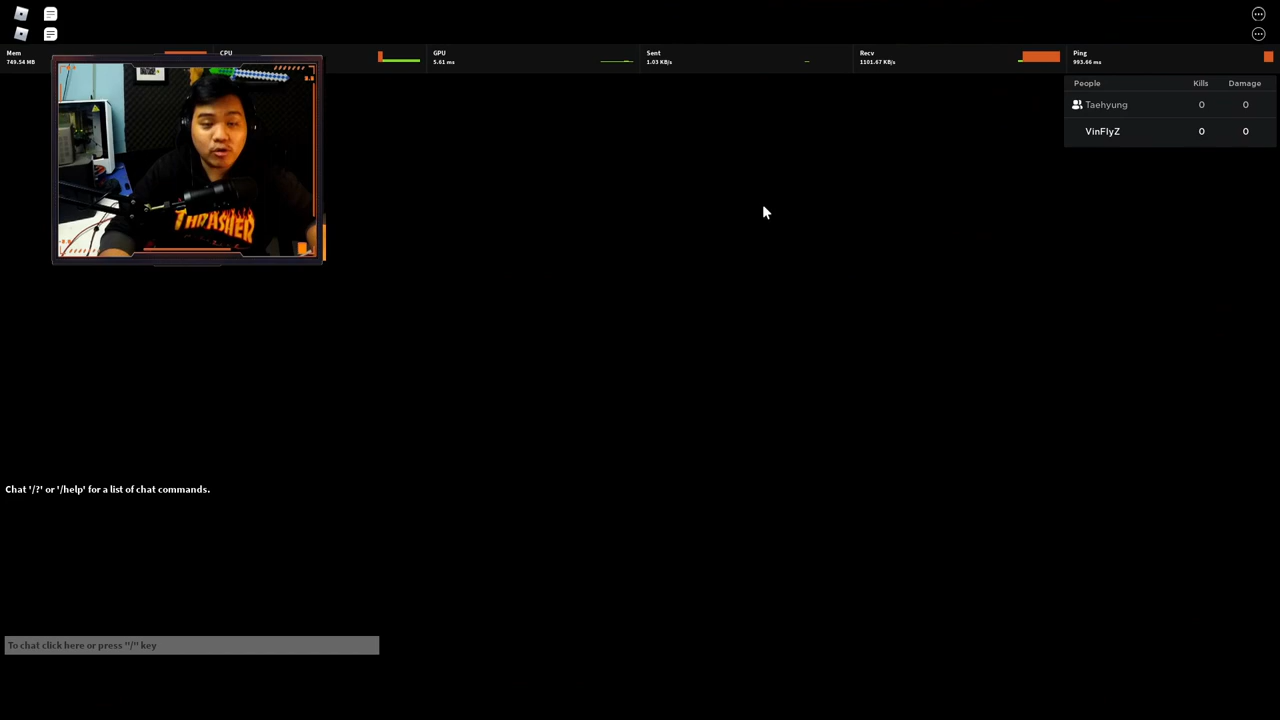 Mem
749.54 MB
CPU
GPU
5.61 ms
Sent
1.03 KB/s
Recv
1101.67 KB/s
Ping
993.66 ms
People Kills Damage
Taehyung 0 0
VinFlyZ 0 0
THRASHER
Chat '/?' or '/help' for a list of chat commands.
To chat click here or press "/" key